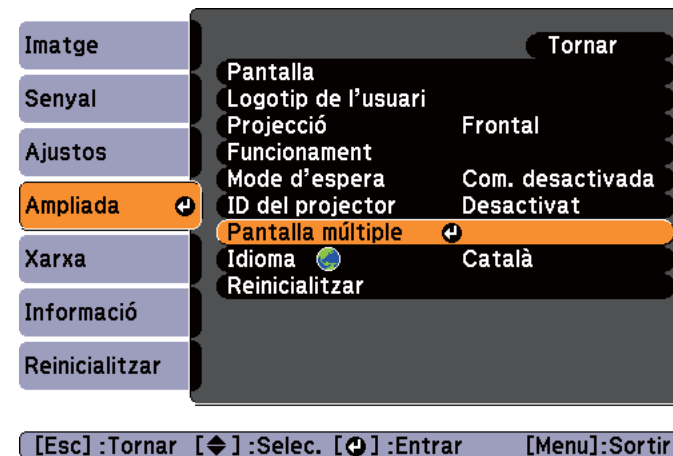 Imatge
Senyal
Ajustos
Ampliada
Xarxa
Informació
Reinicialitzar
Tornar
Pantalla
Logotip de l'usuari
Projecció Frontal
Funcionament
Mode d'espera Com. desactivada
ID del projector Desactivat
Pantalla múltiple
Idioma Català
Reinicialitzar
[Esc] :Tornar [◆] :Selec. [↵] :Entrar [Menu]:Sortir